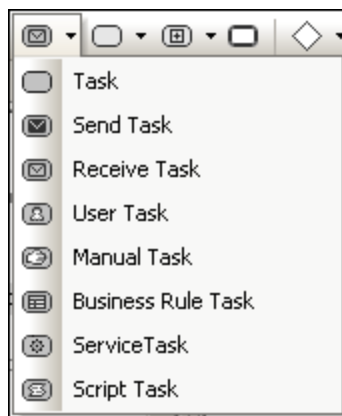 Task
Send Task
Receive Task
User Task
Manual Task
Business Rule Task
ServiceTask
Script Task